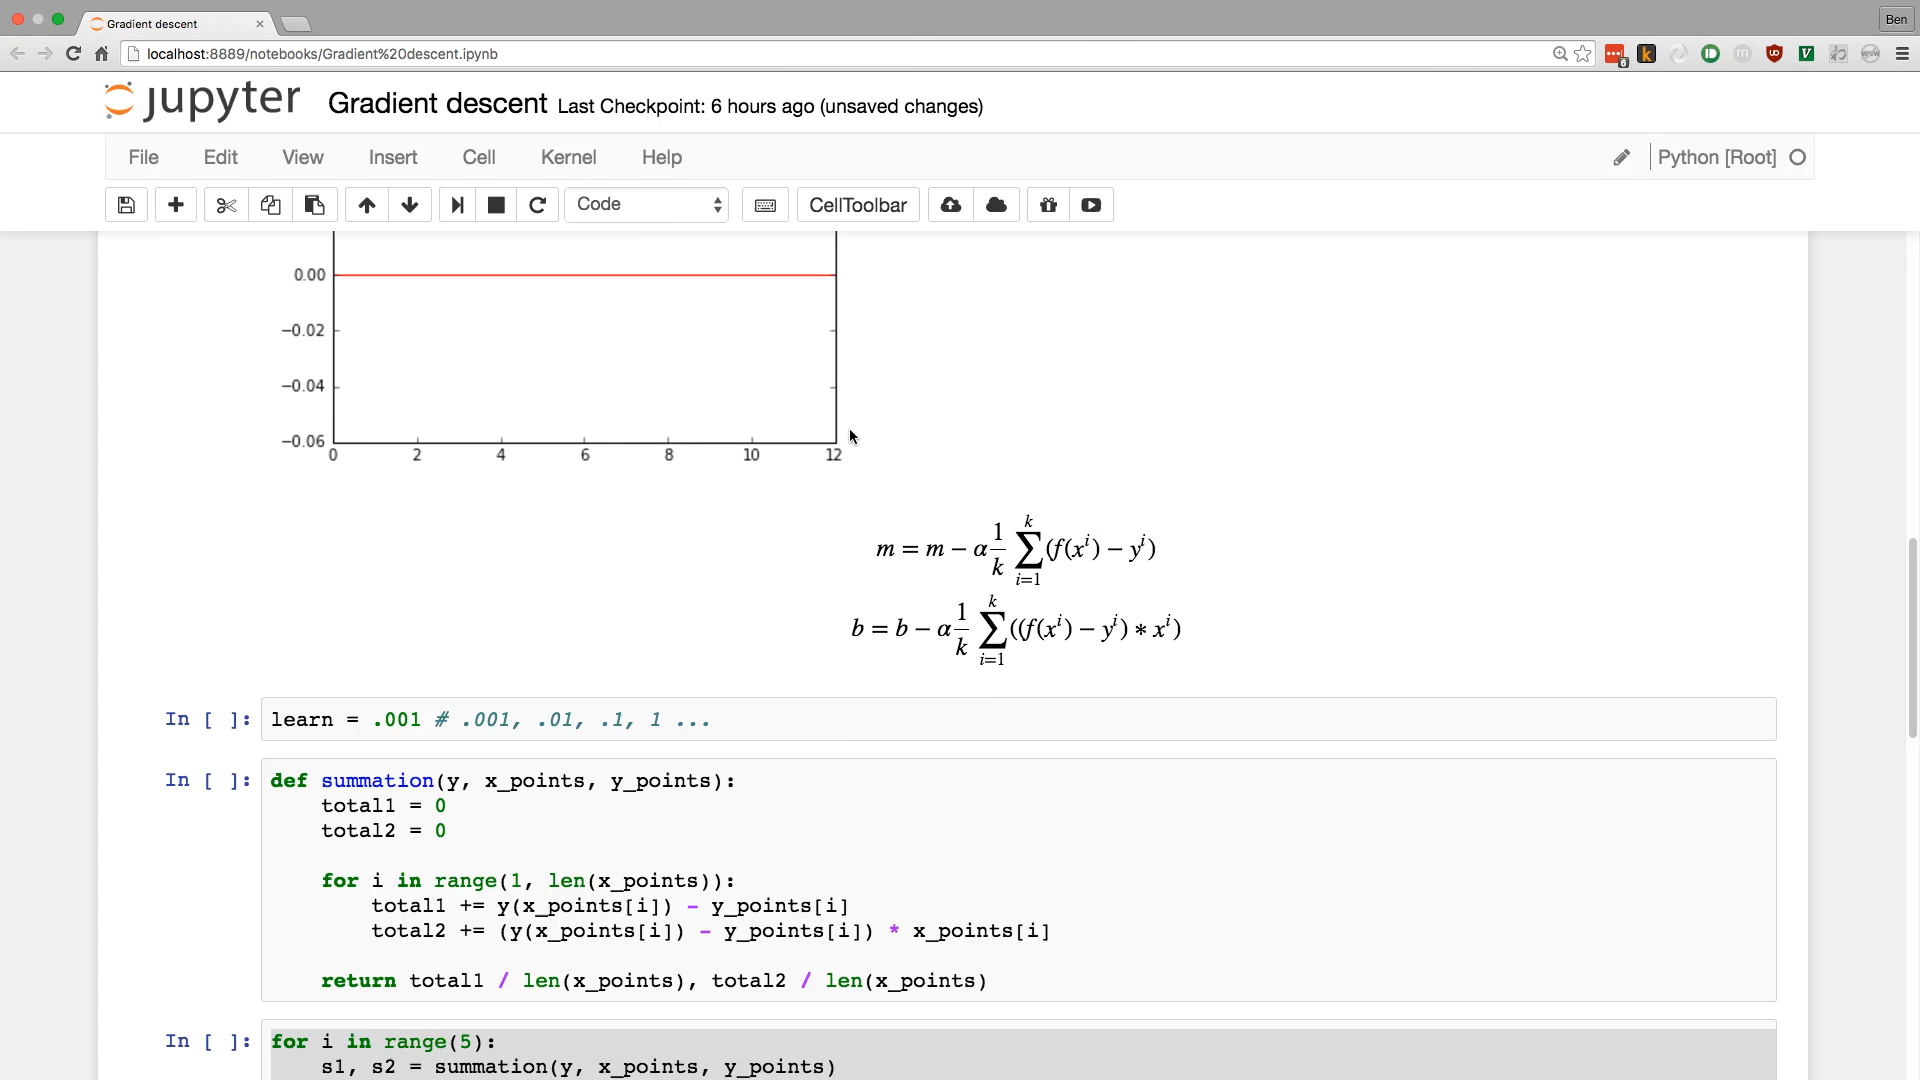 Gradient descent
Ben
localhost:8889/notebooks/Gradient%20descent.ipynb
jupyter Gradient descent Last Checkpoint: 6 hours ago (unsaved changes)
File Edit View Insert Cell Kernel Help Python [Root]
Code CellToolbar
0.00
−0.02
−0.04
−0.06
0 2 4 6 8 10 12
m = m − α 1/k ∑_{i=1}^{k} (f(x^i) − y^i)
b = b − α 1/k ∑_{i=1}^{k} ((f(x^i) − y^i) ∗ x^i)
In [ ]: learn = .001 # .001, .01, .1, 1 ...
In [ ]: def summation(y, x_points, y_points):
total1 = 0
total2 = 0
for i in range(1, len(x_points)):
total1 += y(x_points[i]) - y_points[i]
total2 += (y(x_points[i]) - y_points[i]) * x_points[i]
return total1 / len(x_points), total2 / len(x_points)
In [ ]: for i in range(5):
s1, s2 = summation(y, x_points, y_points)